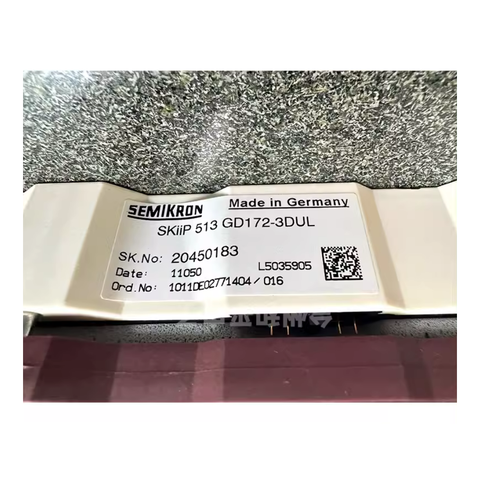 SEMIKRON Made in Germany
SKiiP 513 GD172-3DUL
SK.No: 20450183
Date: 11050 L5035905
Ord.No: 1011DE02771404/016